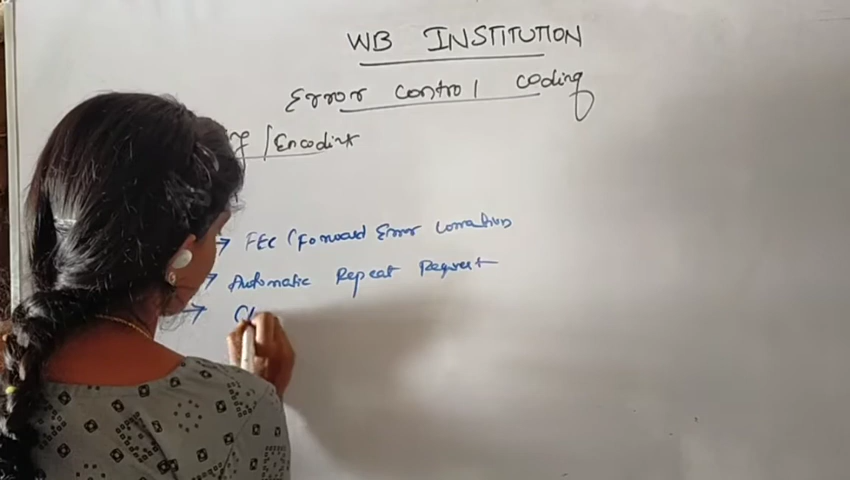 WB INSTITUTION
Error control coding
/Encoding
→ FEC (Forward Error Correction)
→ Automatic Repeat Request
→